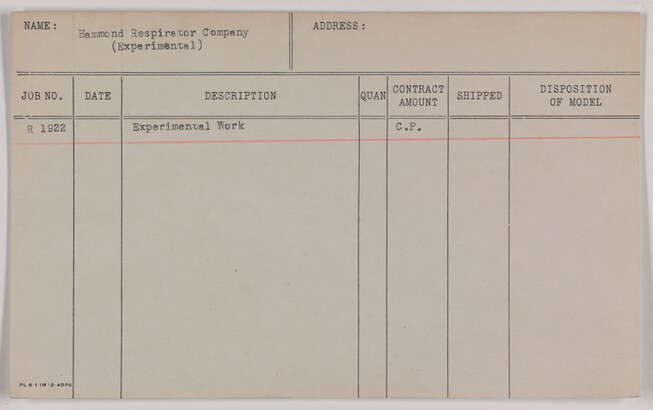 NAME: Hammond Respirator Company ADDRESS:
(Experimental)
JOB NO. DATE DESCRIPTION QUAN CONTRACT AMOUNT SHIPPED DISPOSITION OF MODEL
R 1922 Experimental Work C.P.